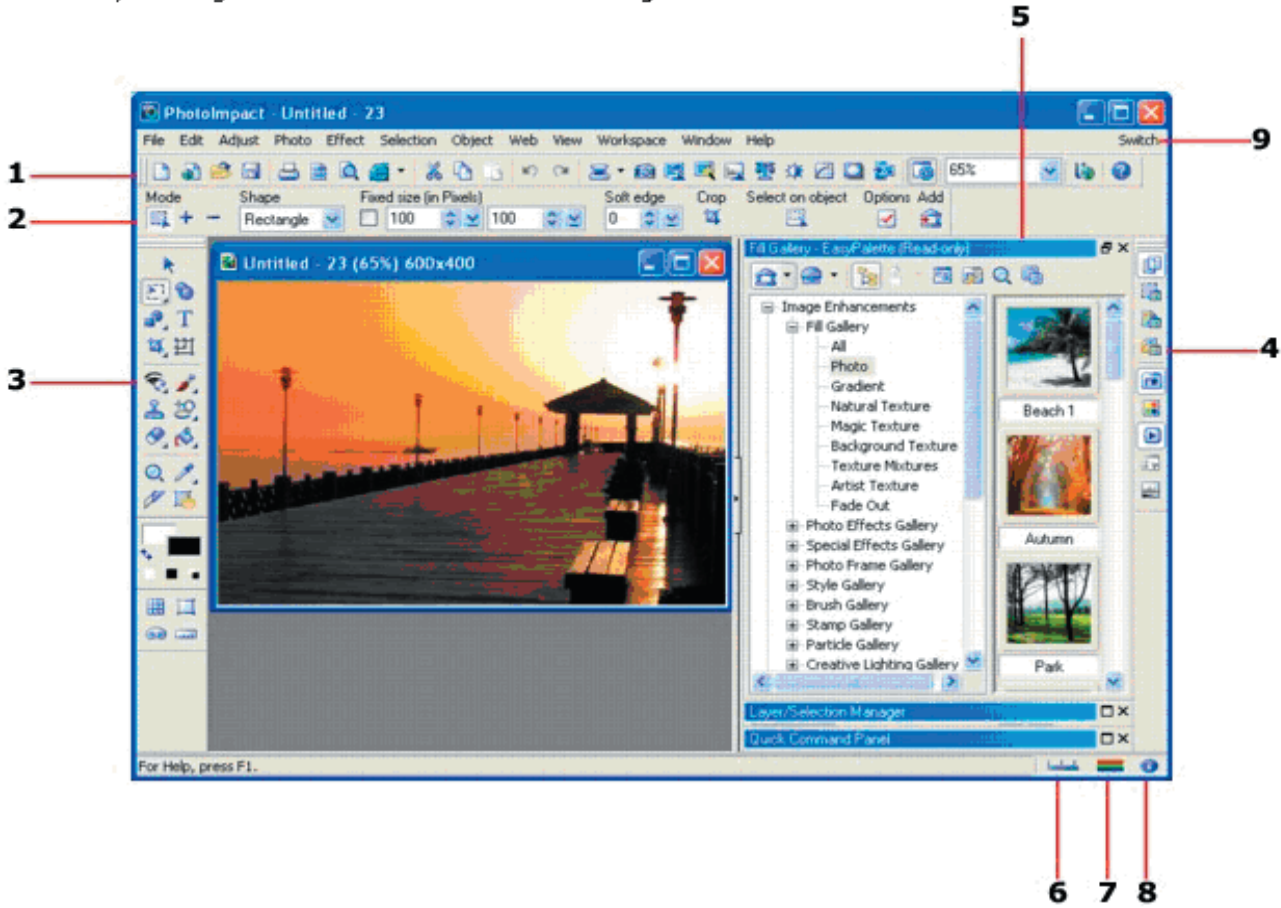 5
PhotoImpact - Untitled - 23
File Edit Adjust Photo Effect Selection Object Web View Workspace Window Help Switch
9
1
65%
Mode Shape Fixed size (in Pixels) Soft edge Crop Select on object Options Add
2
Rectangle 100 100 0
Fill Gallery - EasyPalette (Read-only)
Untitled - 23 (65%) 600x400
T
Image Enhancements
Fill Gallery
All
Photo
Gradient
Natural Texture
Magic Texture
Background Texture
Texture Mixtures
Artist Texture
Fade Out
Photo Effects Gallery
Special Effects Gallery
Photo Frame Gallery
Style Gallery
Brush Gallery
Stamp Gallery
Particle Gallery
Creative Lighting Gallery
Beach 1
Autumn
Park
4
3
Layer/Selection Manager
Quick Command Panel
For Help, press F1.
6 7 8